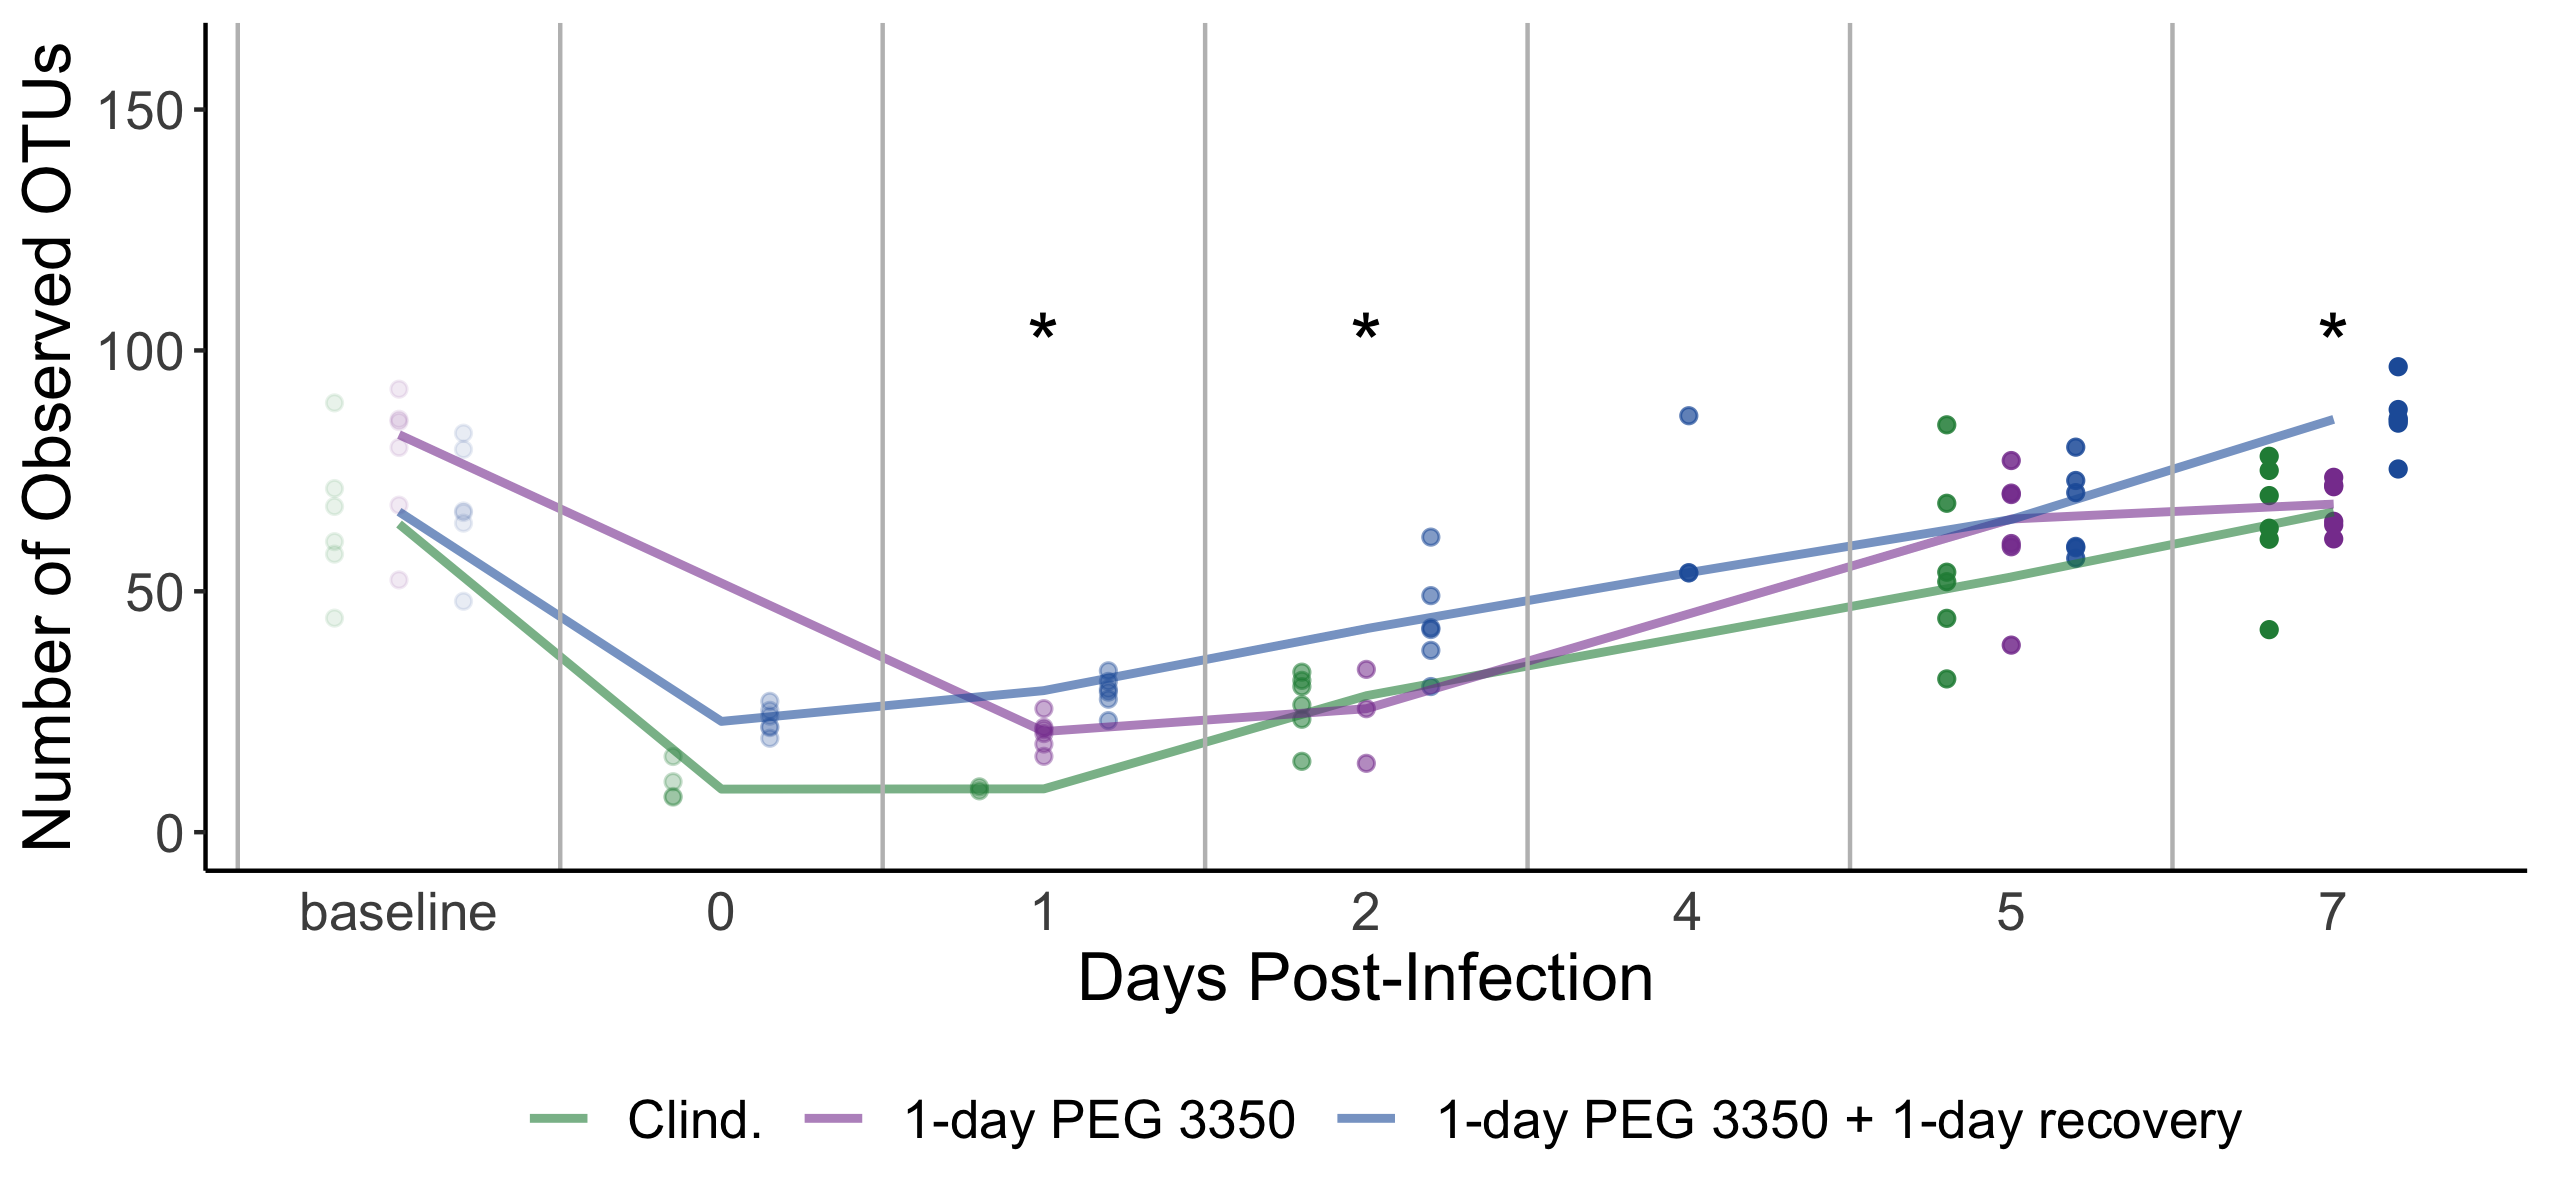 Number of Observed OTUs
150
100
50
0
*
*
*
baseline 0 1 2 4 5 7
Days Post-Infection
Clind. 1-day PEG 3350 1-day PEG 3350 + 1-day recovery